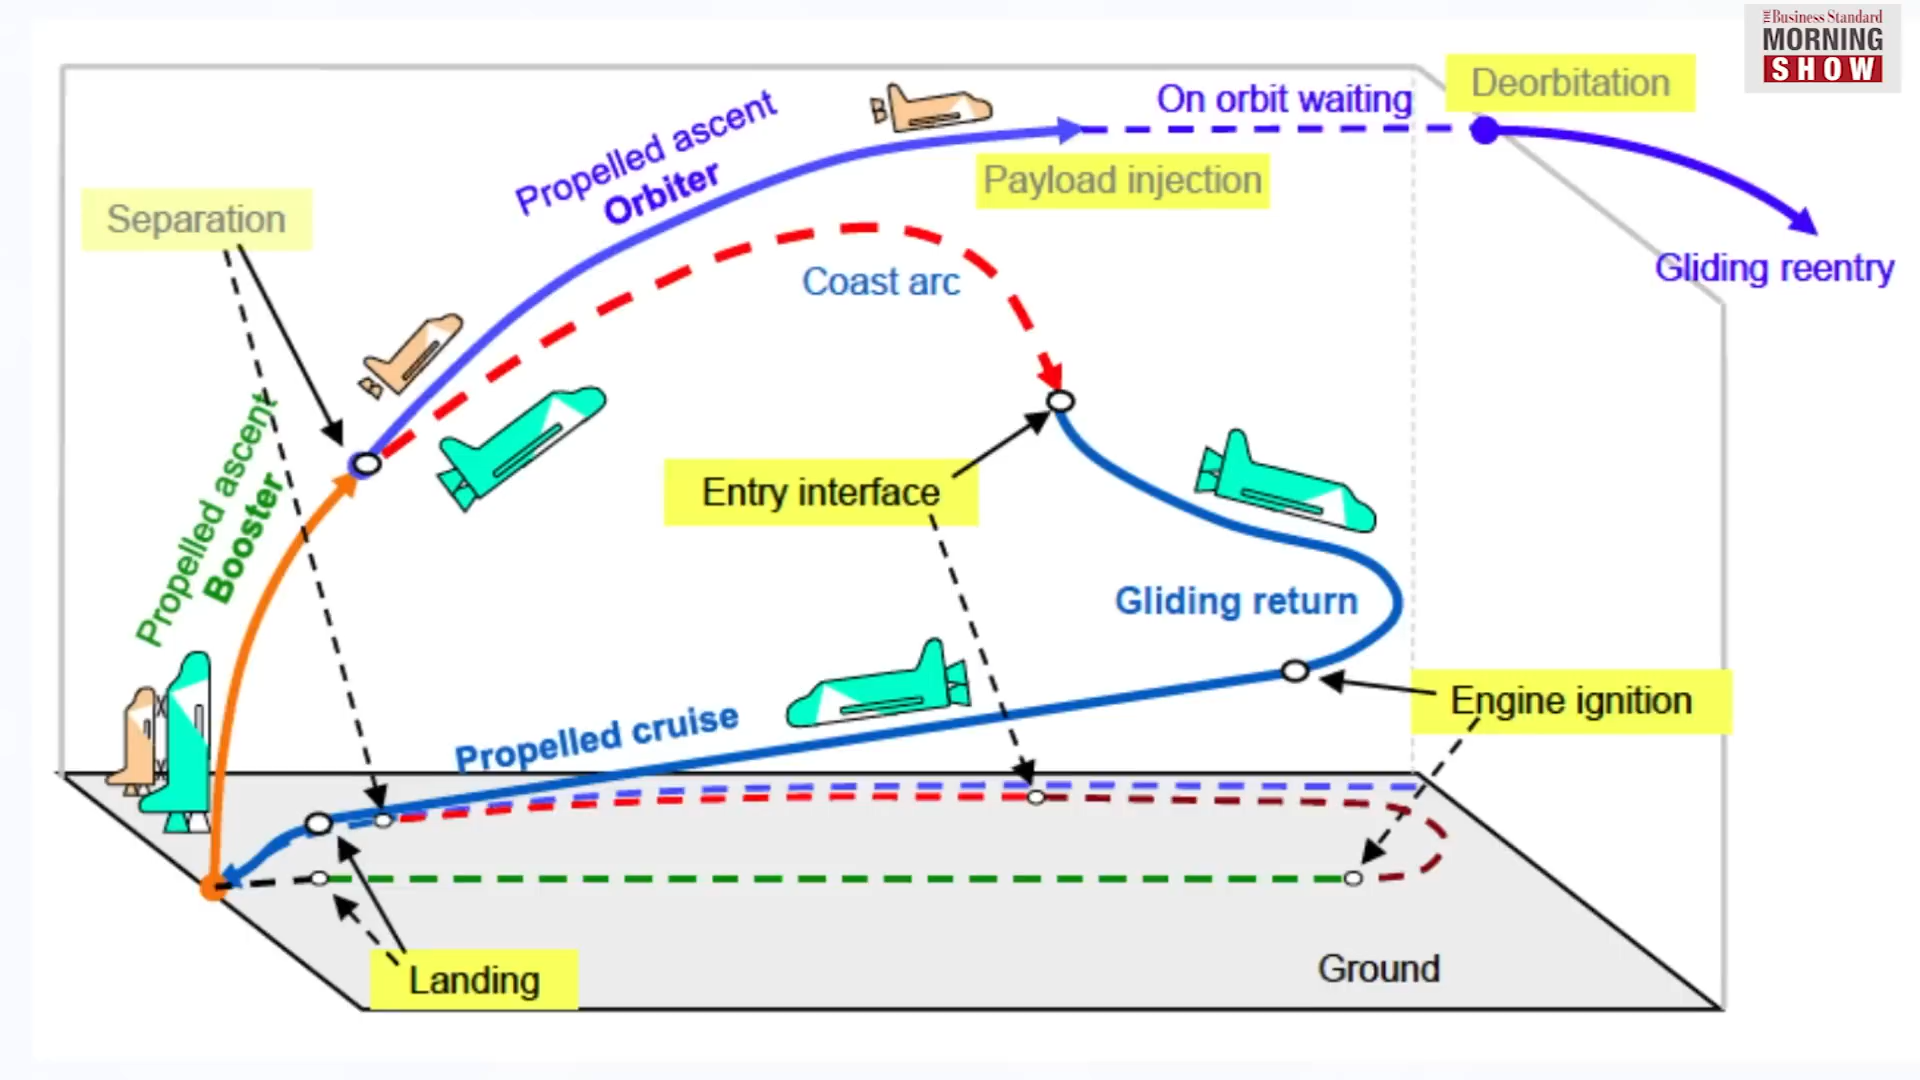 THE Business Standard
MORNING
SHOW
Deorbitation
On orbit waiting
Propelled ascent
Orbiter
Payload injection
Separation
Gliding reentry
Coast arc
Propelled ascent
Booster
Entry interface
Gliding return
Engine ignition
Propelled cruise
Ground
Landing